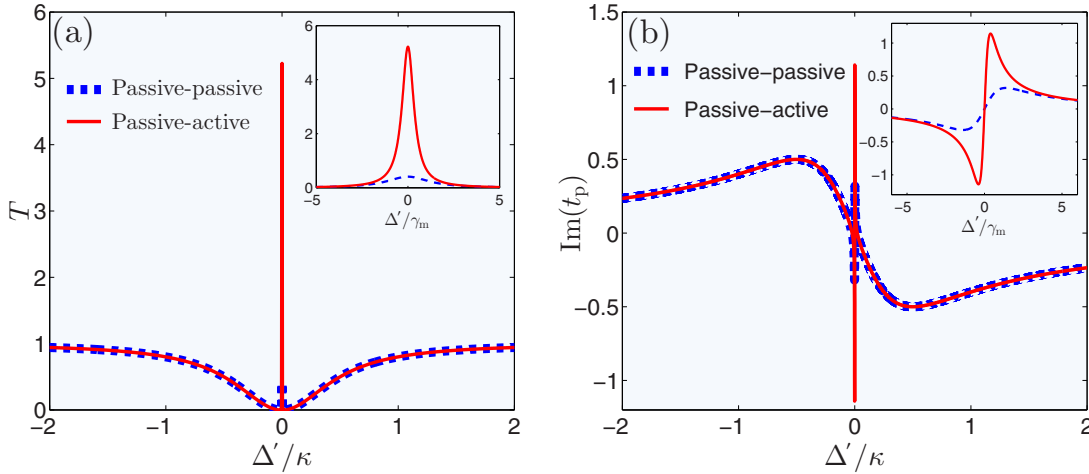 (a)
T
6
5
4
3
2
1
0
−2 −1 0 1 2
Δ′/κ
Passive-passive
Passive-active
6
4
2
0
−5 0 5
Δ′/γm
(b)
Im(tp)
1.5
1
0.5
0
−0.5
−1
−2 −1 0 1 2
Δ′/κ
Passive−passive
Passive−active
1
0.5
0
−0.5
−1
−5 0 5
Δ′/γm